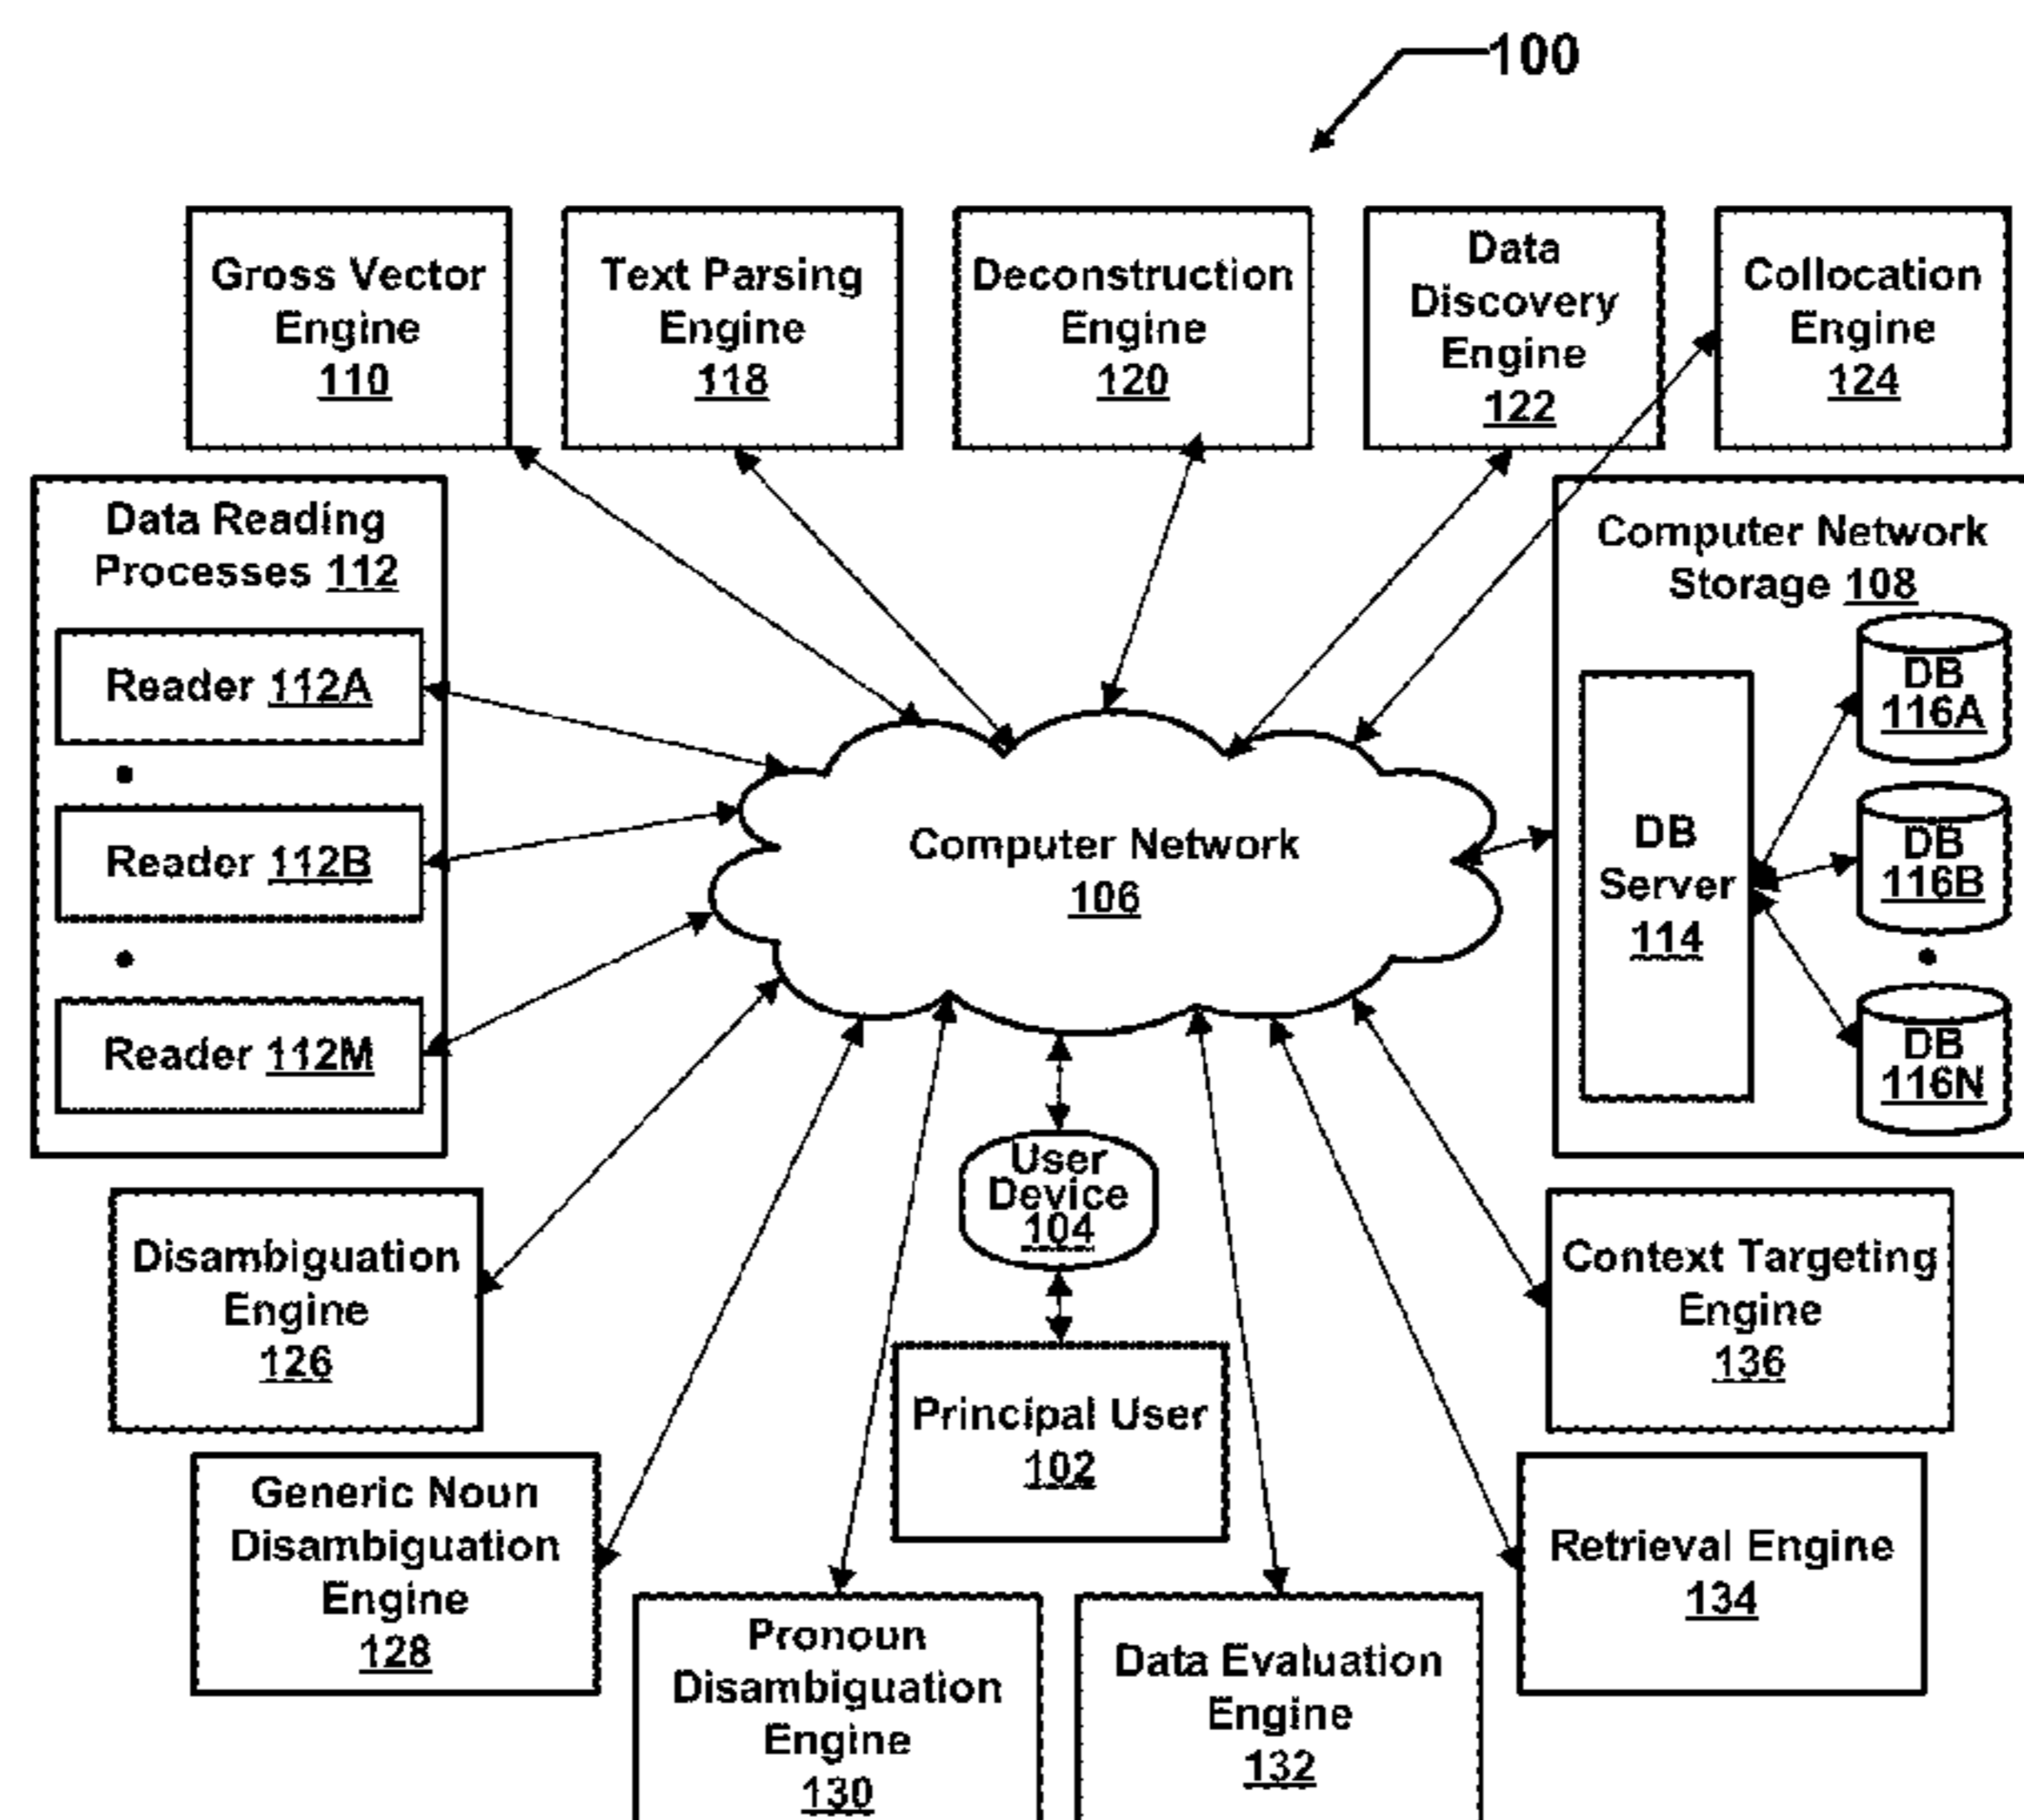 100
Gross Vector
Engine
110
Text Parsing
Engine
118
Deconstruction
Engine
120
Data
Discovery
Engine
122
Collocation
Engine
124
Data Reading
Processes 112
Reader 112A
Reader 112B
Reader 112M
Computer Network
106
Computer Network
Storage 108
DB
Server
114
DB
116A
DB
116B
DB
116N
User
Device
104
Principal User
102
Disambiguation
Engine
126
Generic Noun
Disambiguation
Engine
128
Pronoun
Disambiguation
Engine
130
Data Evaluation
Engine
132
Retrieval Engine
134
Context Targeting
Engine
136